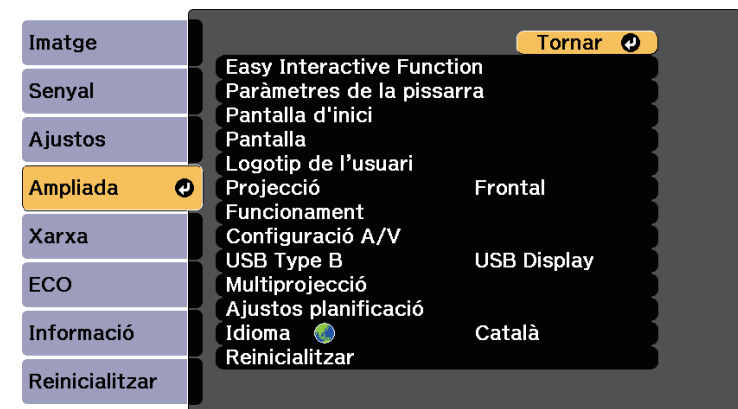 Imatge
Senyal
Ajustos
Ampliada
Xarxa
ECO
Informació
Reinicialitzar
Tornar
Easy Interactive Function
Paràmetres de la pissarra
Pantalla d'inici
Pantalla
Logotip de l’usuari
Projecció Frontal
Funcionament
Configuració A/V
USB Type B USB Display
Multiprojecció
Ajustos planificació
Idioma Català
Reinicialitzar